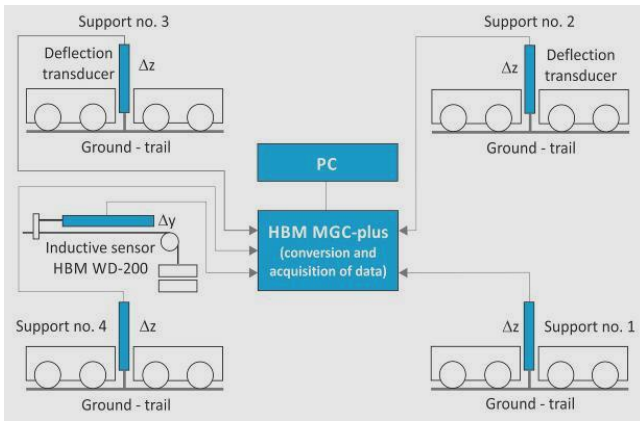 Support no. 3
Deflection
transducer
Δz
Ground - trail
Support no. 2
Δz
Deflection
transducer
Ground - trail
PC
HBM MGC-plus
(conversion and
acquisition of data)
Δy
Inductive sensor
HBM WD-200
Support no. 4
Δz
Ground - trail
Δz
Support no. 1
Ground - trail